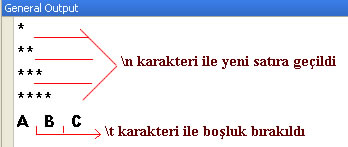 General Output
*
**
***
****
\n karakteri ile yeni satıra geçildi
A B C
\t karakteri ile boşluk bırakıldı